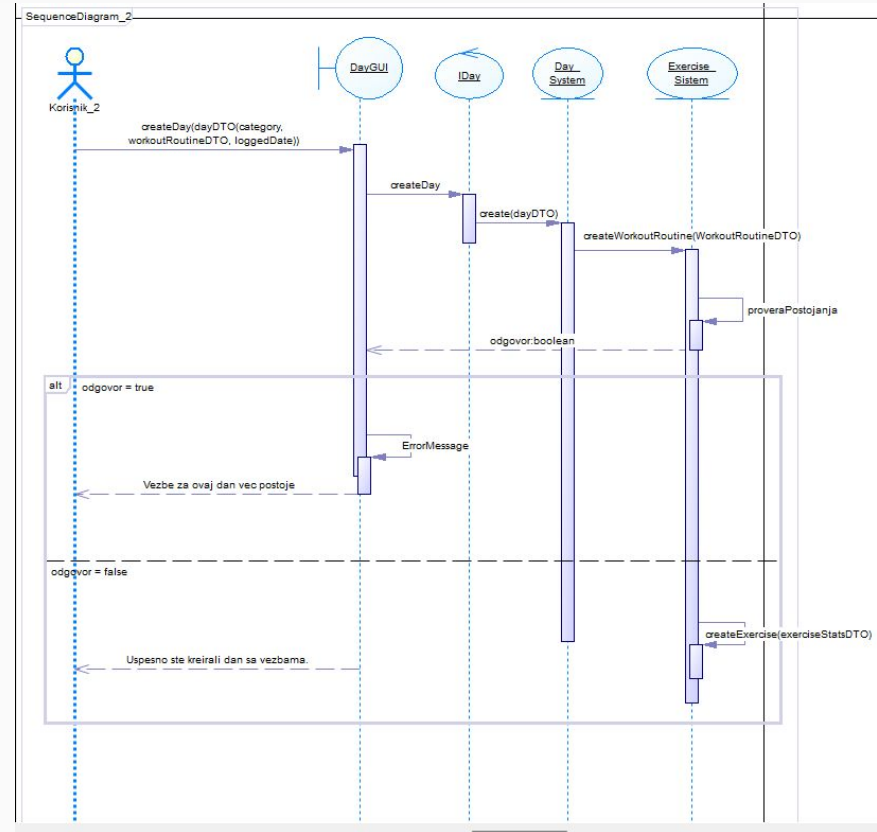 SequenceDiagram_2
DayGUI
IDay
Day_
System
Exercise_
Sistem
Korisnik_2
createDay(dayDTO(category,
workoutRoutineDTO, loggedDate))
createDay
create(dayDTO)
createWorkoutRoutine(WorkoutRoutineDTO)
proveraPostojanja
odgovor:boolean
alt
odgovor = true
ErrorMessage
Vezbe za ovaj dan vec postoje
odgovor = false
createExercise(exerciseStatsDTO)
Uspesno ste kreirali dan sa vezbama.